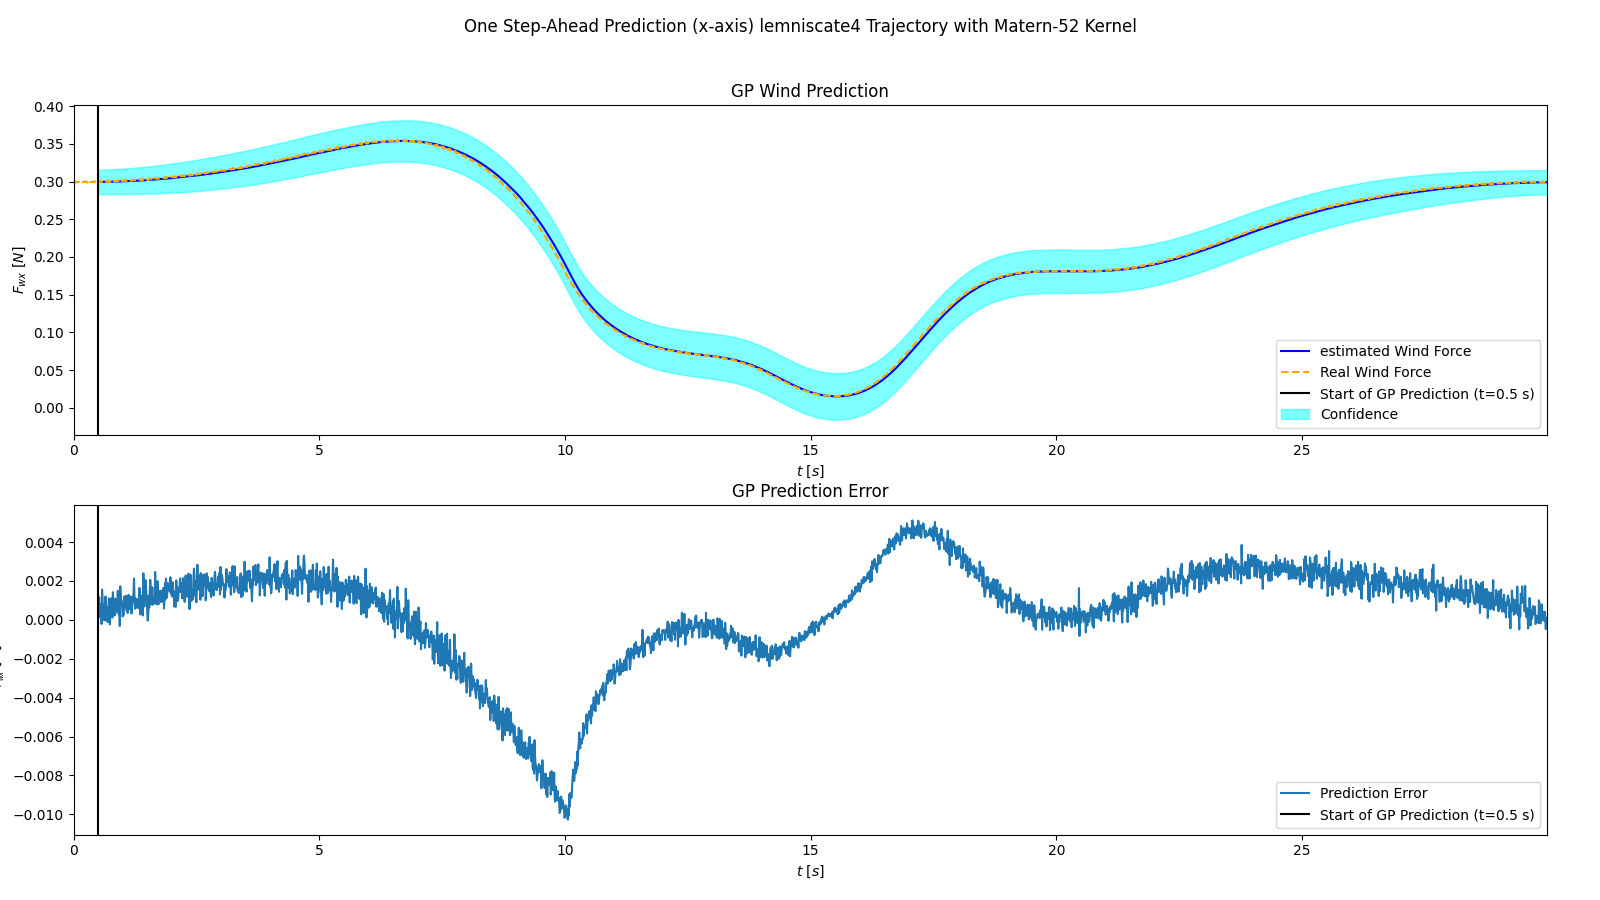 One Step-Ahead Prediction (x-axis) lemniscate4 Trajectory with Matern-52 Kernel
GP Wind Prediction
0.40
0.35
0.30
0.25
0.20
0.15
0.10
0.05
0.00
F_wx [N]
estimated Wind Force
Real Wind Force
Start of GP Prediction (t=0.5 s)
Confidence
0 5 10 15 20 25
t [s]
GP Prediction Error
0.004
0.002
0.000
−0.002
−0.004
−0.006
−0.008
−0.010
Prediction Error
Start of GP Prediction (t=0.5 s)
0 5 10 15 20 25
t [s]